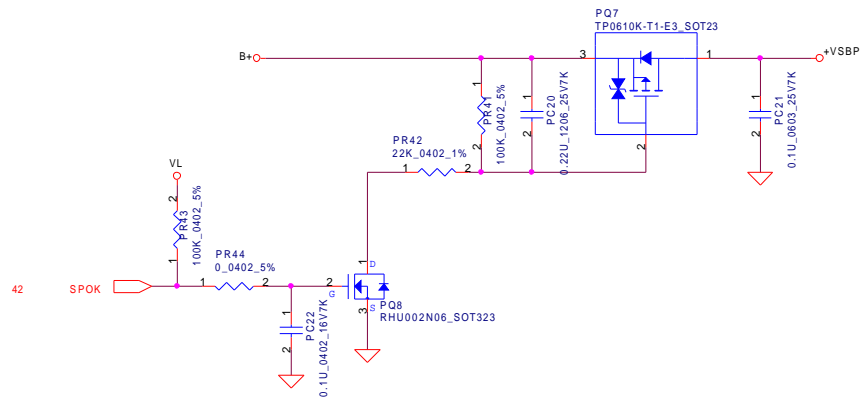 PQ7
TP0610K-T1-E3_SOT23
B+
3
1
+VSBP
1
2
PR41
100K_0402_5%
1
2
PC20
0.22U_1206_25V7K
2
1
2
PC21
0.1U_0603_25V7K
PR42
22K_0402_1%
1
2
VL
2
1
PR43
100K_0402_5%
PR44
0_0402_5%
1
D
42
SPOK
1
2
2
G
S
3
PQ8
RHU002N06_SOT323
1
2
PC22
0.1U_0402_16V7K